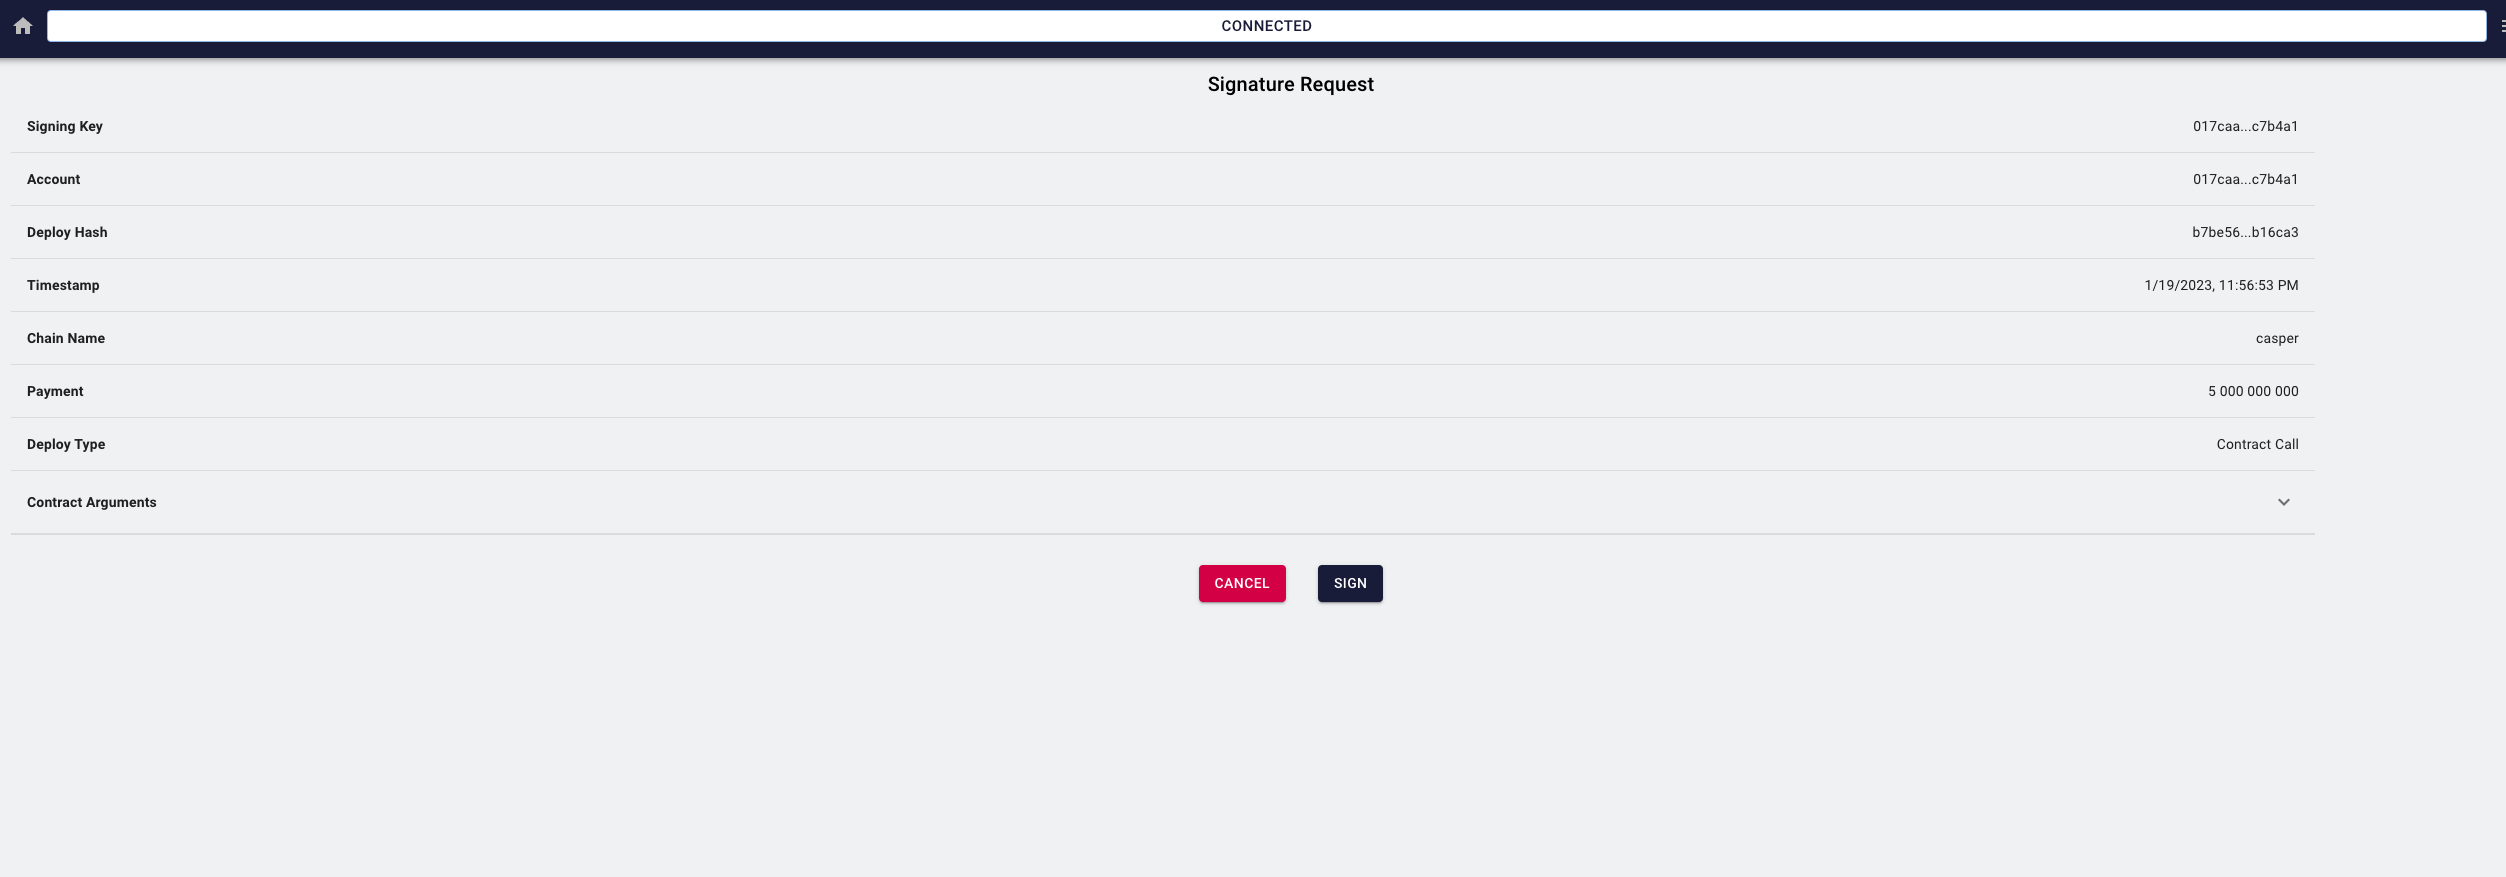 CONNECTED
Signature Request
Signing Key 017caa...c7b4a1
Account 017caa...c7b4a1
Deploy Hash b7be56...b16ca3
Timestamp 1/19/2023, 11:56:53 PM
Chain Name casper
Payment 5 000 000 000
Deploy Type Contract Call
Contract Arguments
CANCEL SIGN